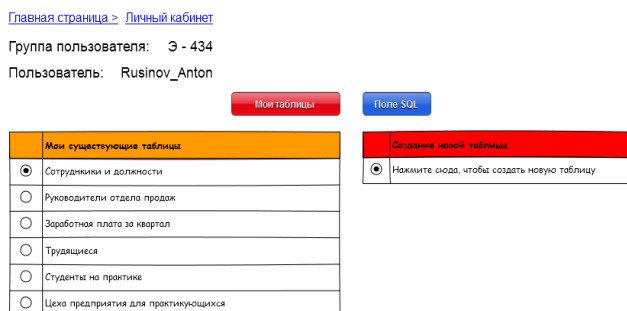 Главная страница > Личный кабинет
Группа пользователя: Э - 434
Пользователь: Rusinov_Anton
Мои таблицы Поле SQL
Мои существующие таблицы
Создание новой таблицы
Сотруднкики и должности
Нажмите сюда, чтобы создать новую таблицу
Руководители отдела продаж
Заработная плата за квартал
Трудящиеся
Студенты на практике
Цеха предприятия для практикующихся